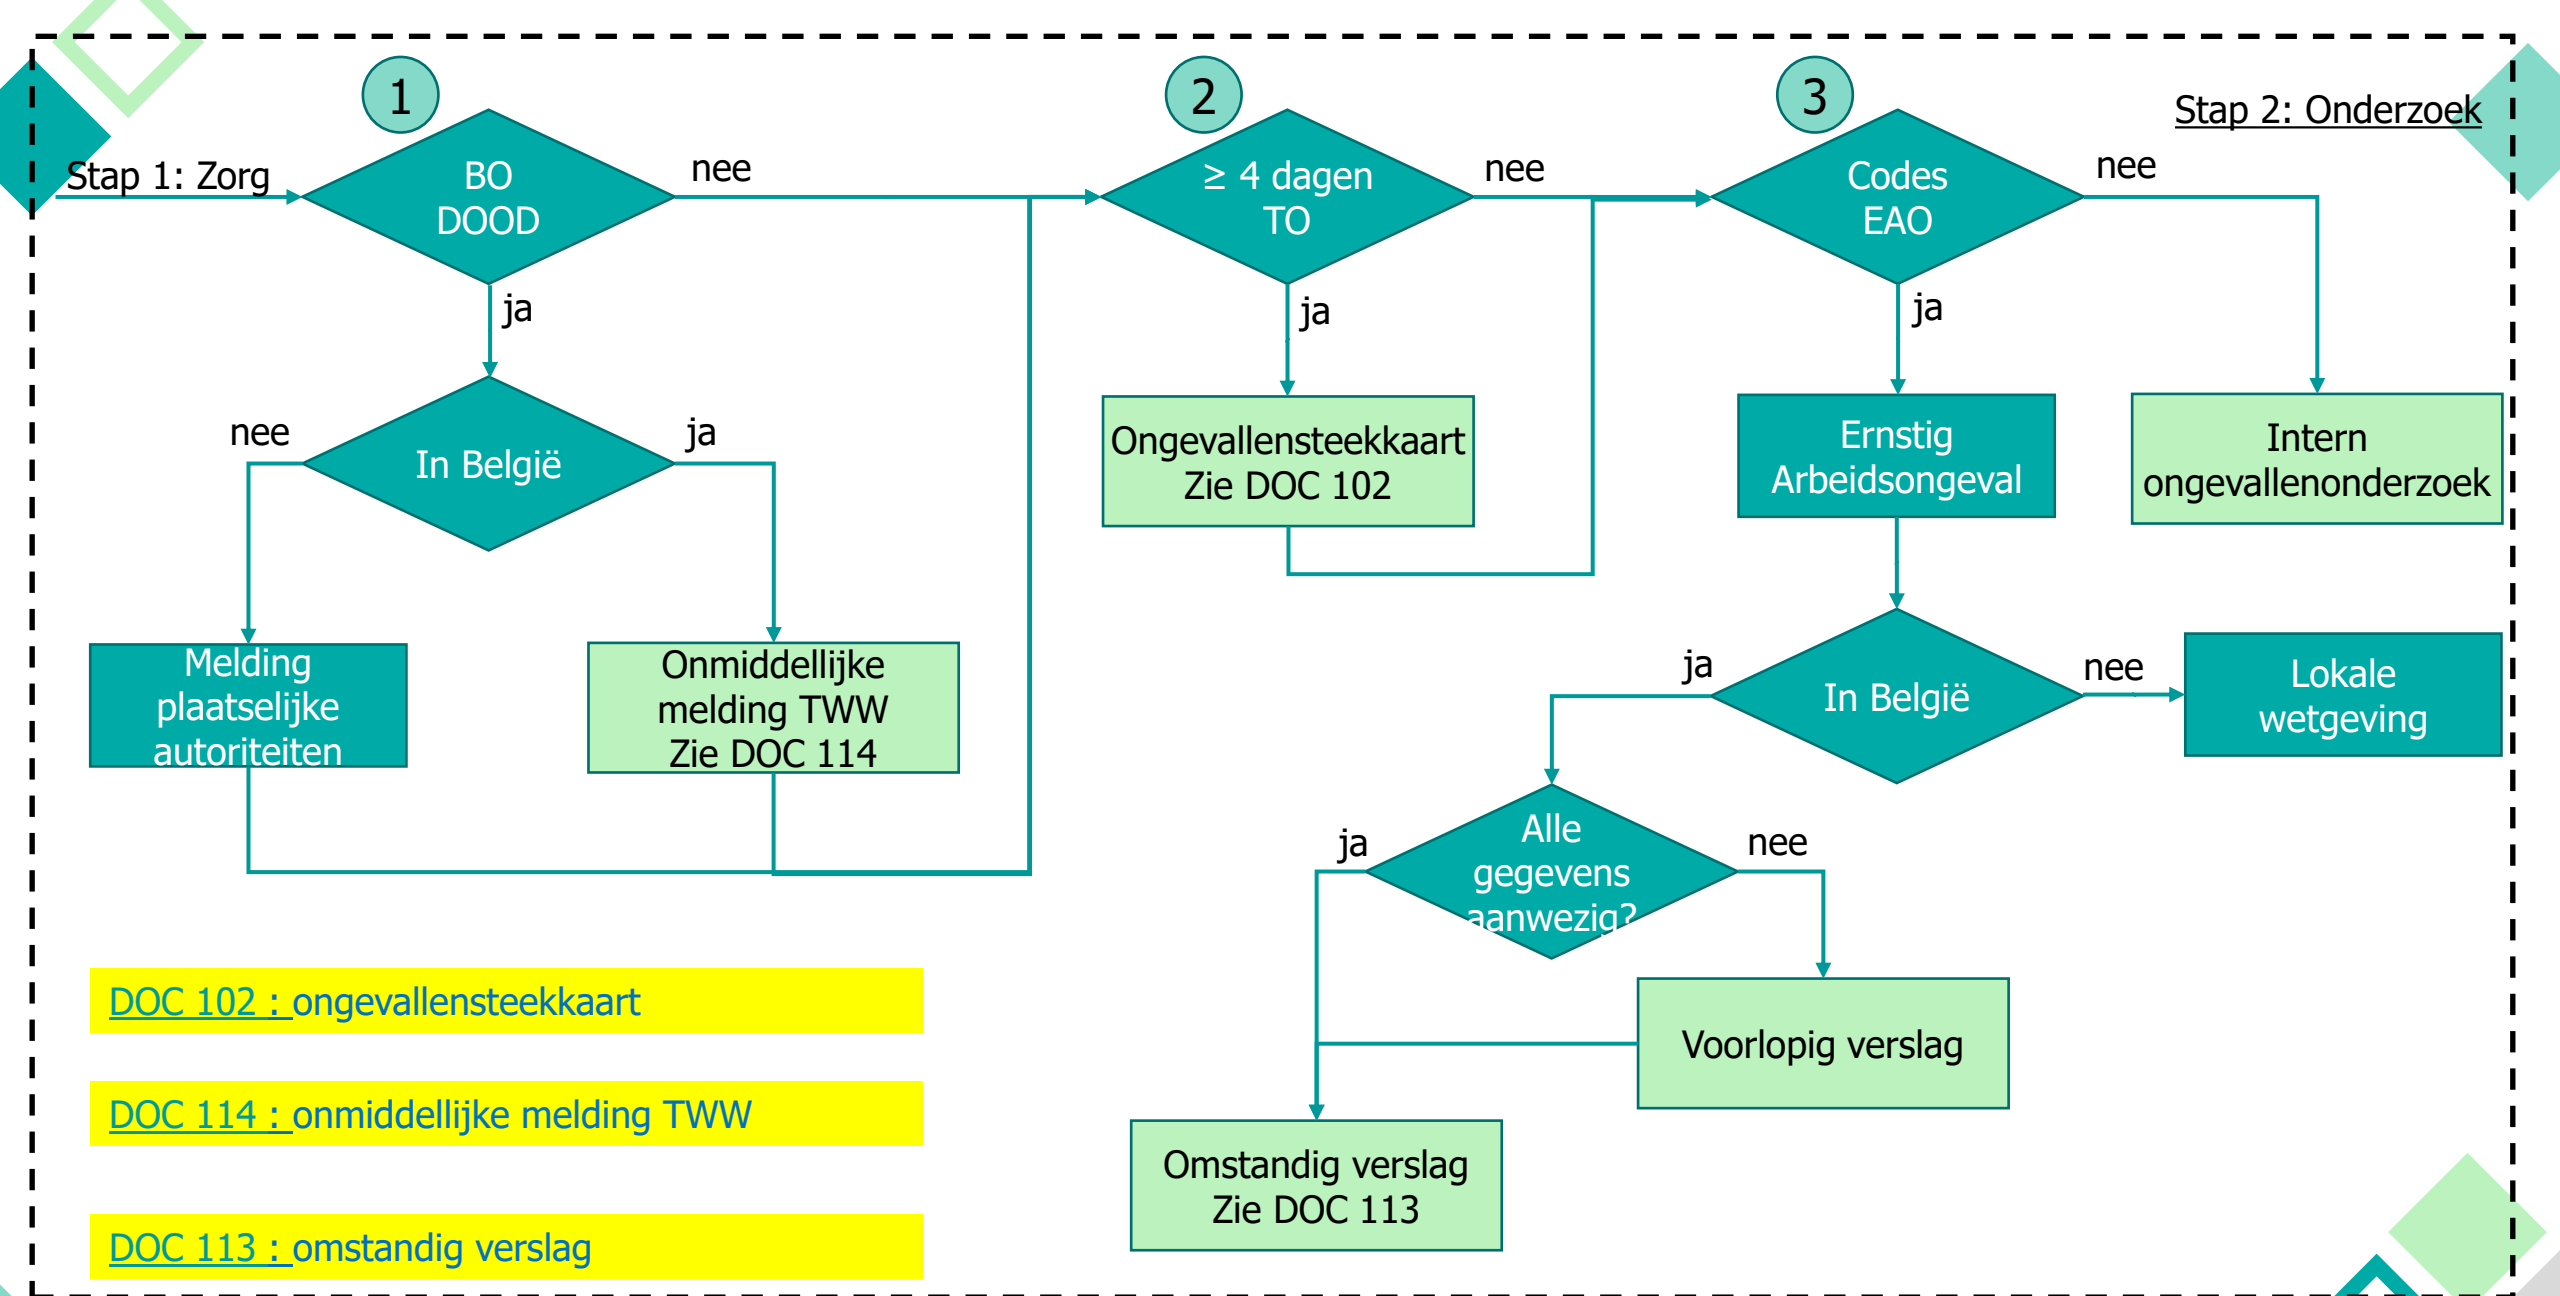 1
2
3
Stap 2: Onderzoek
Stap 1: Zorg
BO
DOOD
nee
ja
≥ 4 dagen
TO
nee
ja
Codes
EAO
nee
ja
In België
nee
ja
Ongevallensteekkaart
Zie DOC 102
Ernstig
Arbeidsongeval
Intern
ongevallenonderzoek
Melding
plaatselijke
autoriteiten
Onmiddellijke
melding TWW
Zie DOC 114
ja
In België
nee
Lokale
wetgeving
ja
Alle
gegevens
aanwezig?
nee
Voorlopig verslag
Omstandig verslag
Zie DOC 113
DOC 102 : ongevallensteekkaart
DOC 114 : onmiddellijke melding TWW
DOC 113 : omstandig verslag